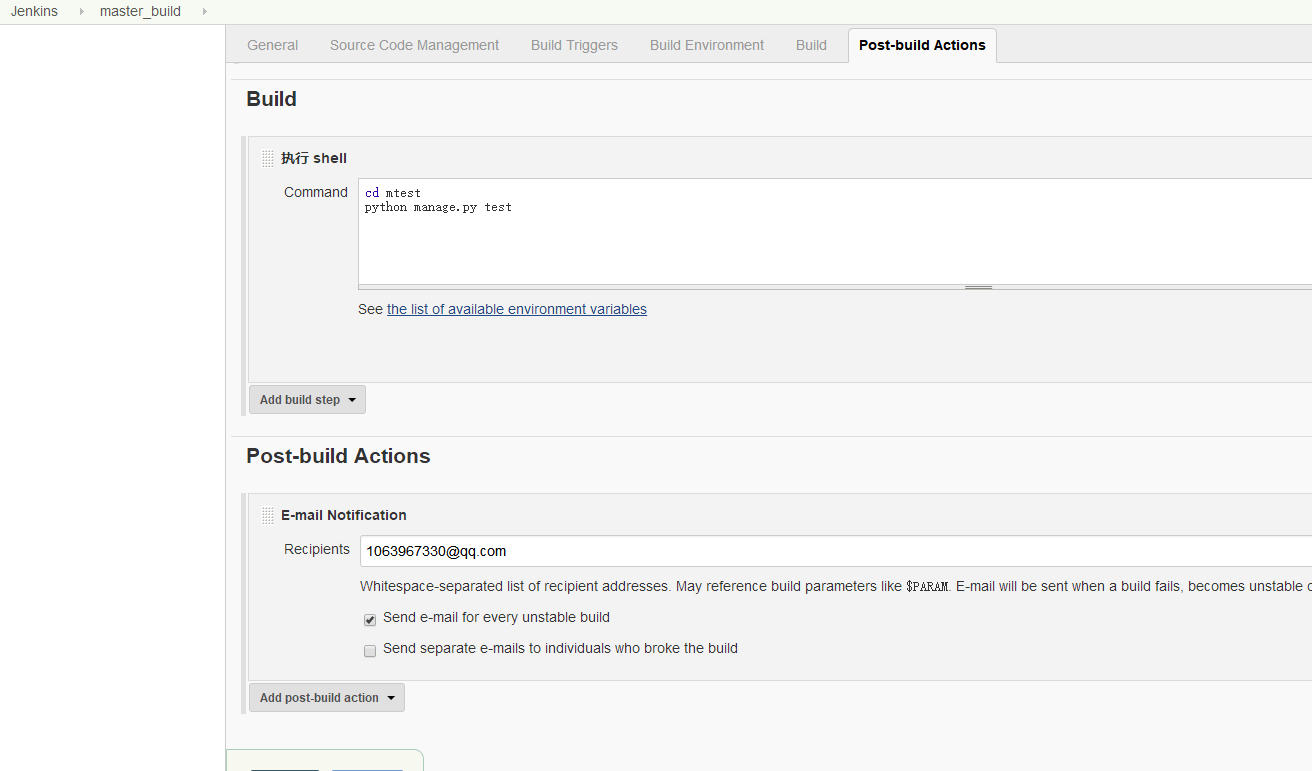 Jenkins master_build
General Source Code Management Build Triggers Build Environment Build Post-build Actions
Build
执行 shell
Command
cd mtest
python manage.py test
See the list of available environment variables
Add build step
Post-build Actions
E-mail Notification
Recipients 1063967330@qq.com
Whitespace-separated list of recipient addresses. May reference build parameters like $PARAM. E-mail will be sent when a build fails, becomes unstable
Send e-mail for every unstable build
Send separate e-mails to individuals who broke the build
Add post-build action